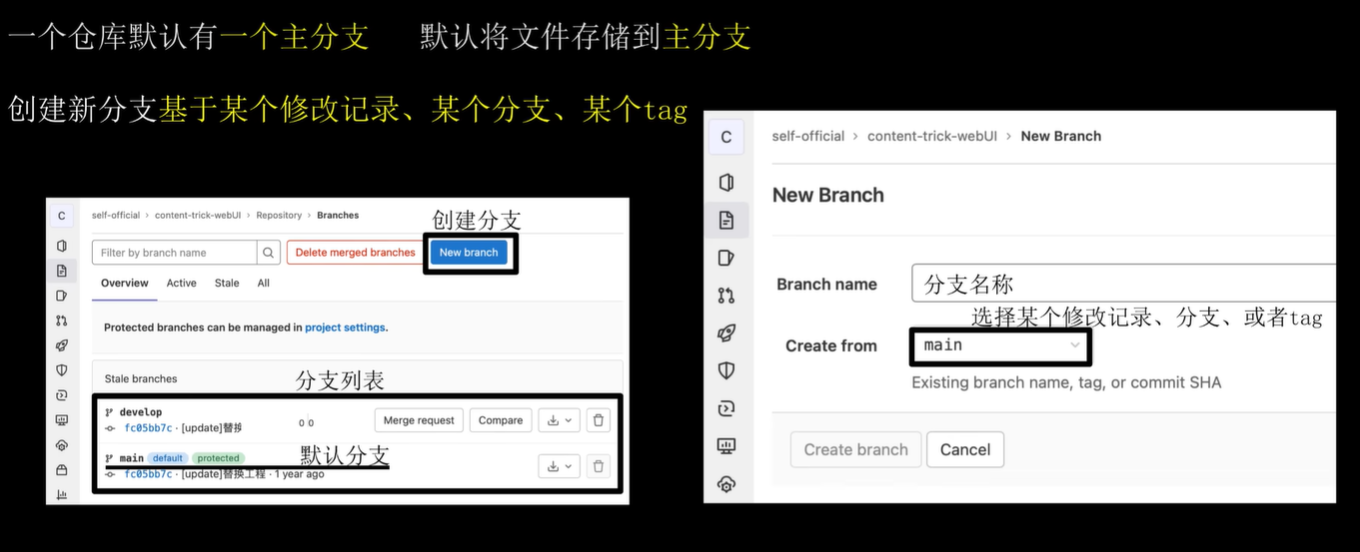 一个仓库默认有一个主分支 默认将文件存储到主分支
创建新分支基于某个修改记录、某个分支、某个tag
C
self-official > content-trick-webUI > Repository > Branches
创建分支
Filter by branch name
Delete merged branches
New branch
Overview Active Stale All
Protected branches can be managed in project settings.
Stale branches
分支列表
develop
fc05bb7c · [update]替换
0 0
Merge request
Compare
main default protected
默认分支
fc05bb7c · [update]替换工程 · 1 year ago
C
self-official > content-trick-webUI > New Branch
New Branch
Branch name
分支名称
选择某个修改记录、分支、或者tag
Create from
main
Existing branch name, tag, or commit SHA
Create branch
Cancel